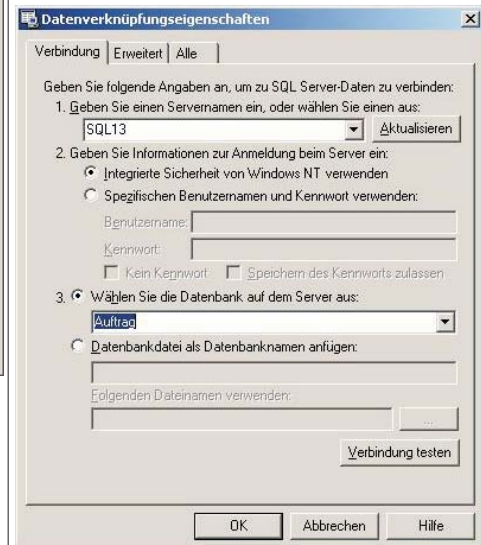 Datenverknüpfungseigenschaften
Verbindung Erweitert Alle
Geben Sie folgende Angaben an, um zu SQL Server-Daten zu verbinden:
1. Geben Sie einen Servernamen ein, oder wählen Sie einen aus:
SQL13 Aktualisieren
2. Geben Sie Informationen zur Anmeldung beim Server ein:
Integrierte Sicherheit von Windows NT verwenden
Spezifischen Benutzernamen und Kennwort verwenden:
Benutzername:
Kennwort:
Kein Kennwort Speichern des Kennworts zulassen
3. Wählen Sie die Datenbank auf dem Server aus:
Auftrag
Datenbankdatei als Datenbanknamen anfügen:
Folgenden Dateinamen verwenden:
...
Verbindung testen
OK Abbrechen Hilfe